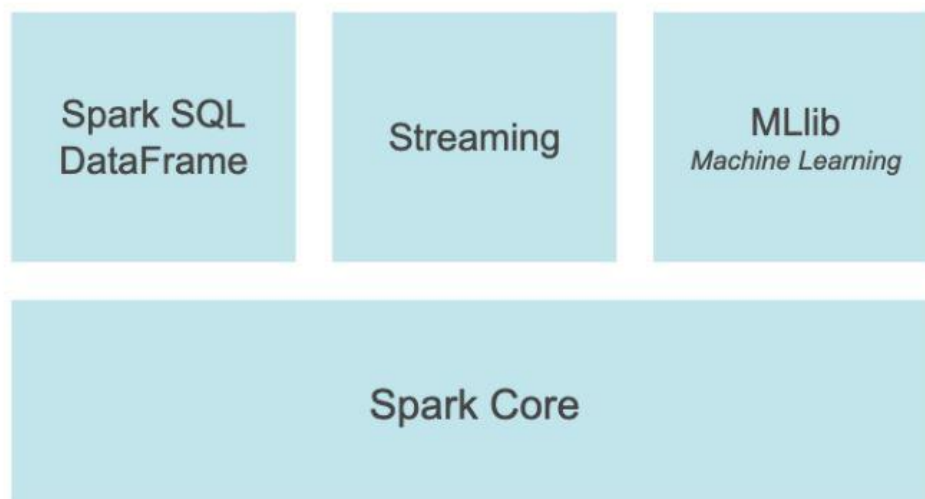 Spark SQL
DataFrame
Streaming
MLlib
Machine Learning
Spark Core